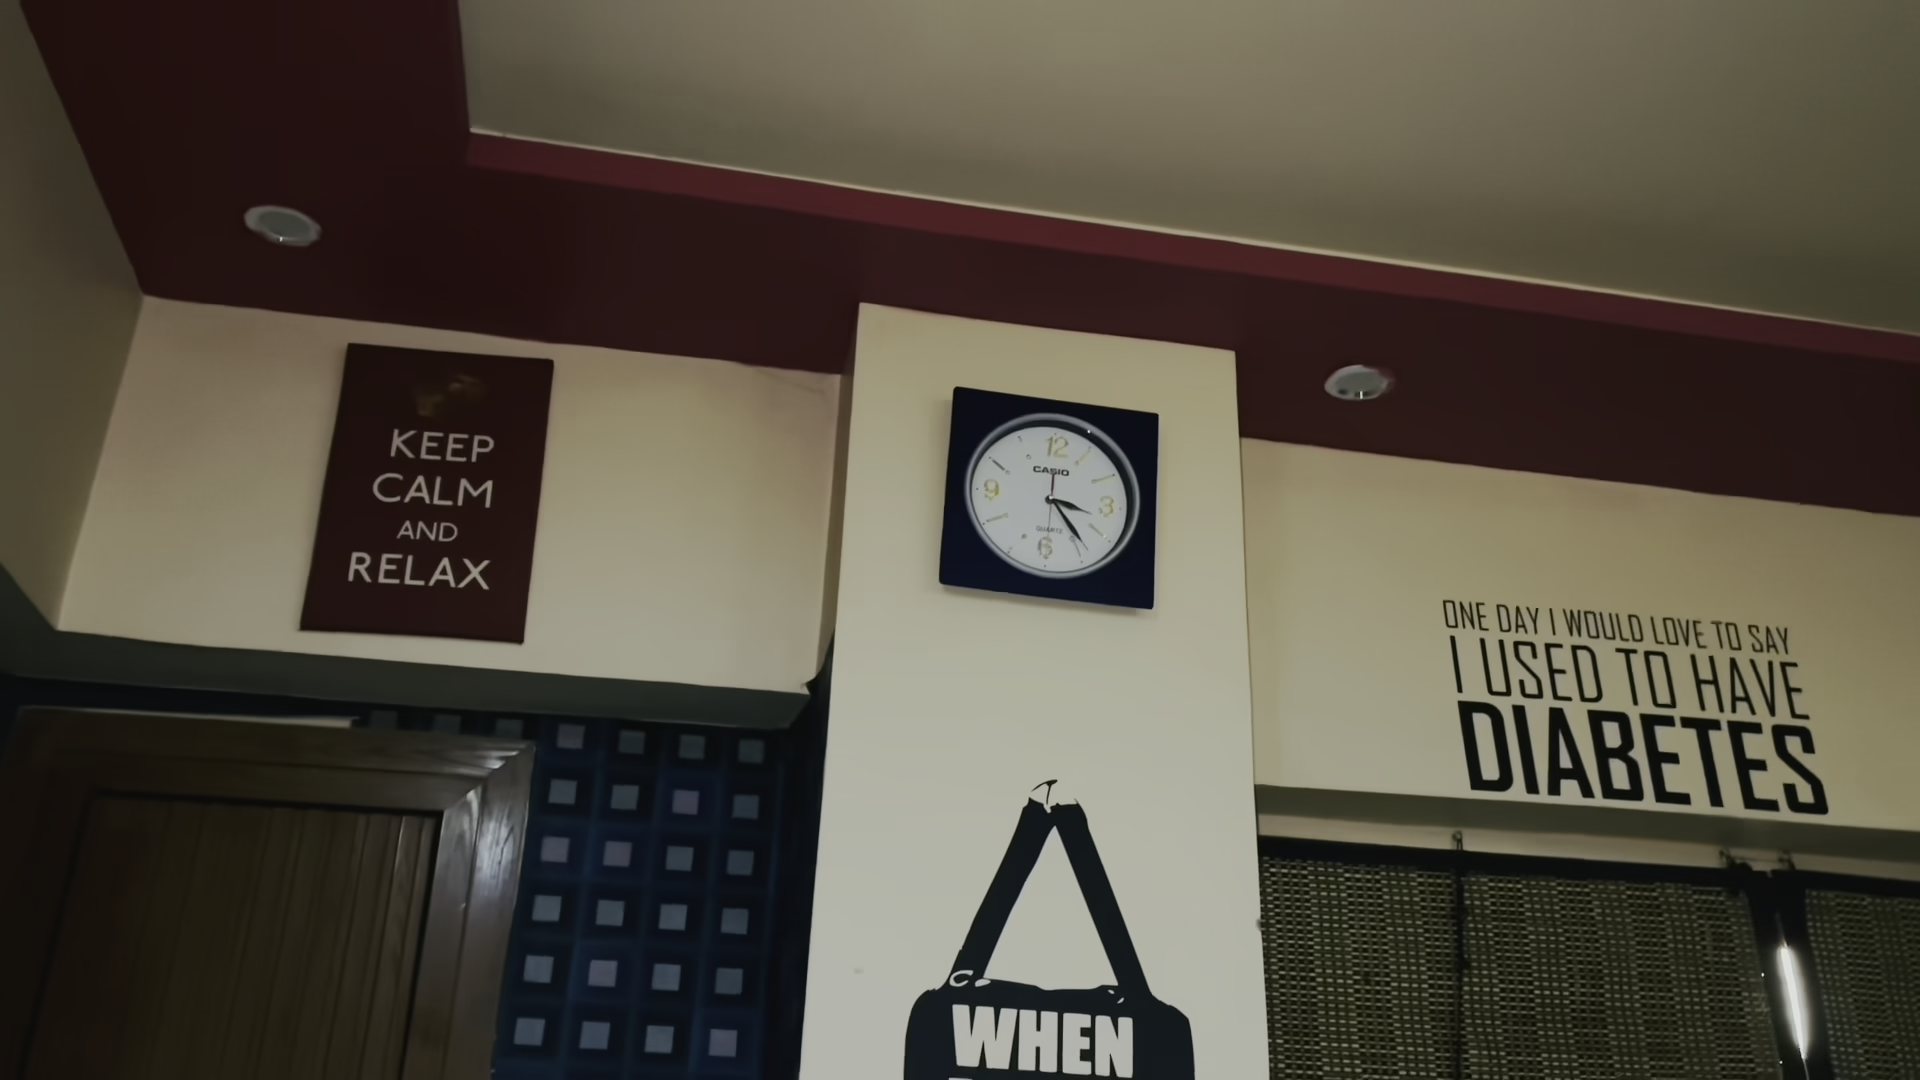 KEEP
CALM
AND
RELAX
12
CASIO
9
3
QUARTZ
6
ONE DAY I WOULD LOVE TO SAY
I USED TO HAVE
DIABETES
WHEN